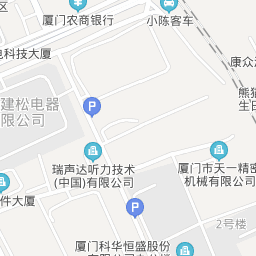 区
厦门农商银行
小陈客车
电科技大厦
康众汽
熊猫
生日
建松电器
有限公司
P
瑞声达听力技术
(中国)有限公司
厦门市天一精密
机械有限公司
件大厦
P
2号楼
厦门科华恒盛股份